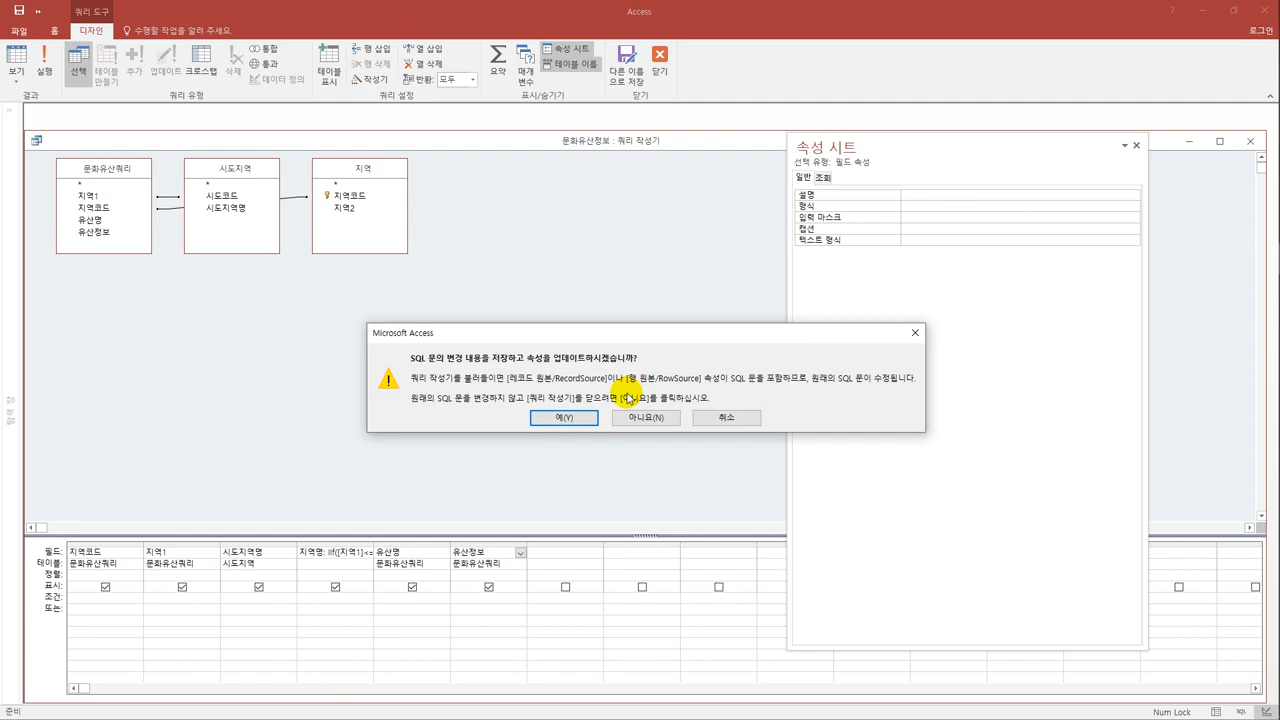 쿼리 도구
Access
?
파일
홈
디자인
수행할 작업을 알려 주세요.
로그인
보기
실행
선택
테이블
만들기
추가
업데이트
크로스탭
삭제
통합
통과
데이터 정의
테이블
표시
행 삽입
행 삭제
작성기
열 삽입
열 삭제
반환: 모두
요약
매개
변수
속성 시트
테이블 이름
다른 이름
으로 저장
닫기
결과
쿼리 유형
쿼리 설정
표시/숨기기
닫기
문화유산정보 : 쿼리 작성기
문화유산쿼리
*
지역1
지역코드
유산명
유산정보
시도지역
*
시도코드
시도지역명
지역
*
지역코드
지역2
속성 시트
선택 유형: 필드 속성
일반 조회
설명
형식
입력 마스크
캡션
텍스트 형식
탐색 창
Microsoft Access
SQL 문의 변경 내용을 저장하고 속성을 업데이트하시겠습니까?
쿼리 작성기를 불러들이면 [레코드 원본/RecordSource]이나 [행 원본/RowSource] 속성이 SQL 문을 포함하므로, 원래의 SQL 문이 수정됩니다.
원래의 SQL 문을 변경하지 않고 [쿼리 작성기]를 닫으려면 [아니요]를 클릭하십시오.
예(Y)
아니요(N)
취소
필드: 지역코드 지역1 시도지역명 지역명: IIf([지역1]<= 유산명 유산정보
테이블: 문화유산쿼리 문화유산쿼리 시도지역 문화유산쿼리 문화유산쿼리
정렬:
표시:
조건:
또는:
준비
Num Lock
SQL